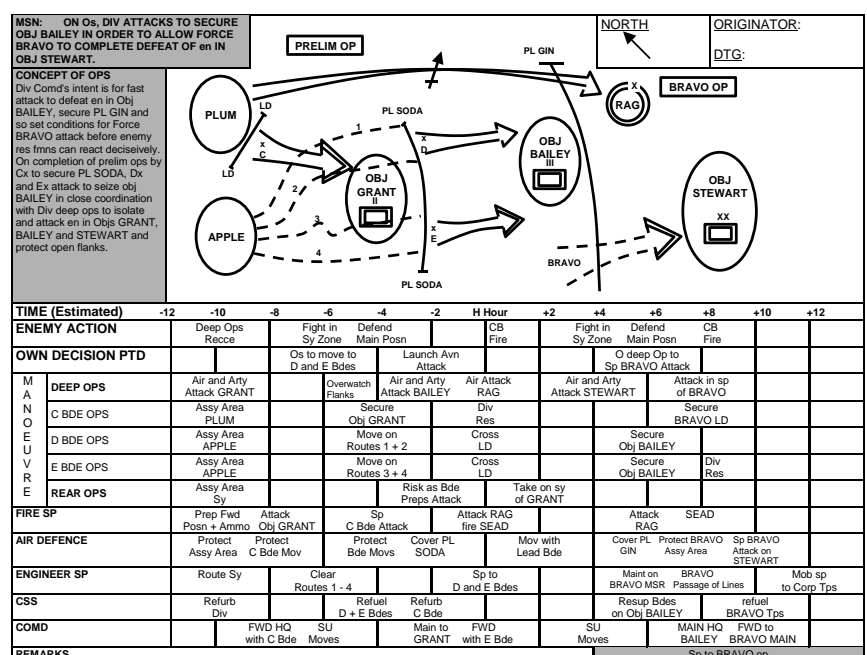 MSN: ON Os, DIV ATTACKS TO SECURE
OBJ BAILEY IN ORDER TO ALLOW FORCE
BRAVO TO COMPLETE DEFEAT OF en IN
OBJ STEWART.
CONCEPT OF OPS
Div Comd's intent is for fast
attack to defeat en in Obj
BAILEY, secure PL GIN and
so set conditions for Force
BRAVO attack before enemy
res fmns can react deciseively.
On completion of prelim ops by
Cx to secure PL SODA, Dx
and Ex attack to seize obj
BAILEY in close coordination
with Div deep ops to isolate
and attack en in Objs GRANT,
BAILEY and STEWART and
protect open flanks.
PRELIM OP
PL GIN
NORTH
ORIGINATOR:
DTG:
BRAVO OP
x
RAG
PLUM
LD
x
C
LD
PL SODA
1
2
3
4
x
D
x
E
OBJ
GRANT
II
OBJ
BAILEY
III
OBJ
STEWART
XX
APPLE
BRAVO
PL SODA
TIME (Estimated) -12 -10 -8 -6 -4 -2 H Hour +2 +4 +6 +8 +10 +12
ENEMY ACTION
Deep Ops
Recce
Fight in Defend
Sy Zone Main Posn
CB
Fire
Fight in Defend
Sy Zone Main Posn
CB
Fire
OWN DECISION PTD
Os to move to
D and E Bdes
Launch Avn
Attack
O deep Op to
Sp BRAVO Attack
MANOEUVRE
DEEP OPS
Air and Arty
Attack GRANT
Overwatch
Flanks
Air and Arty
Attack BAILEY
Air Attack
RAG
Air and Arty
Attack STEWART
Attack in sp
of BRAVO
C BDE OPS
Assy Area
PLUM
Secure
Obj GRANT
Div
Res
Secure
BRAVO LD
D BDE OPS
Assy Area
APPLE
Move on
Routes 1 + 2
Cross
LD
Secure
Obj BAILEY
E BDE OPS
Assy Area
APPLE
Move on
Routes 3 + 4
Cross
LD
Secure
Obj BAILEY
Div
Res
REAR OPS
Assy Area
Sy
Risk as Bde
Preps Attack
Take on sy
of GRANT
FIRE SP
Prep Fwd Attack
Posn + Ammo Obj GRANT
Sp
C Bde Attack
Attack RAG
fire SEAD
Attack SEAD
RAG
AIR DEFENCE
Protect Protect
Assy Area C Bde Mov
Protect Cover PL
Bde Movs SODA
Mov with
Lead Bde
Cover PL Protect BRAVO Sp BRAVO
GIN Assy Area Attack on
STEWART
ENGINEER SP
Route Sy
Clear
Routes 1 - 4
Sp to
D and E Bdes
Maint on BRAVO
BRAVO MSR Passage of Lines
Mob sp
to Corp Tps
CSS
Refurb
Div
Refuel Refurb
D + E Bdes C Bde
Resup Bdes
on Obj BAILEY
refuel
BRAVO Tps
COMD
FWD HQ SU
with C Bde Moves
Main to FWD
GRANT with E Bde
SU
Moves
MAIN HQ FWD to
BAILEY BRAVO MAIN
REMARKS
Sp to BRAVO op